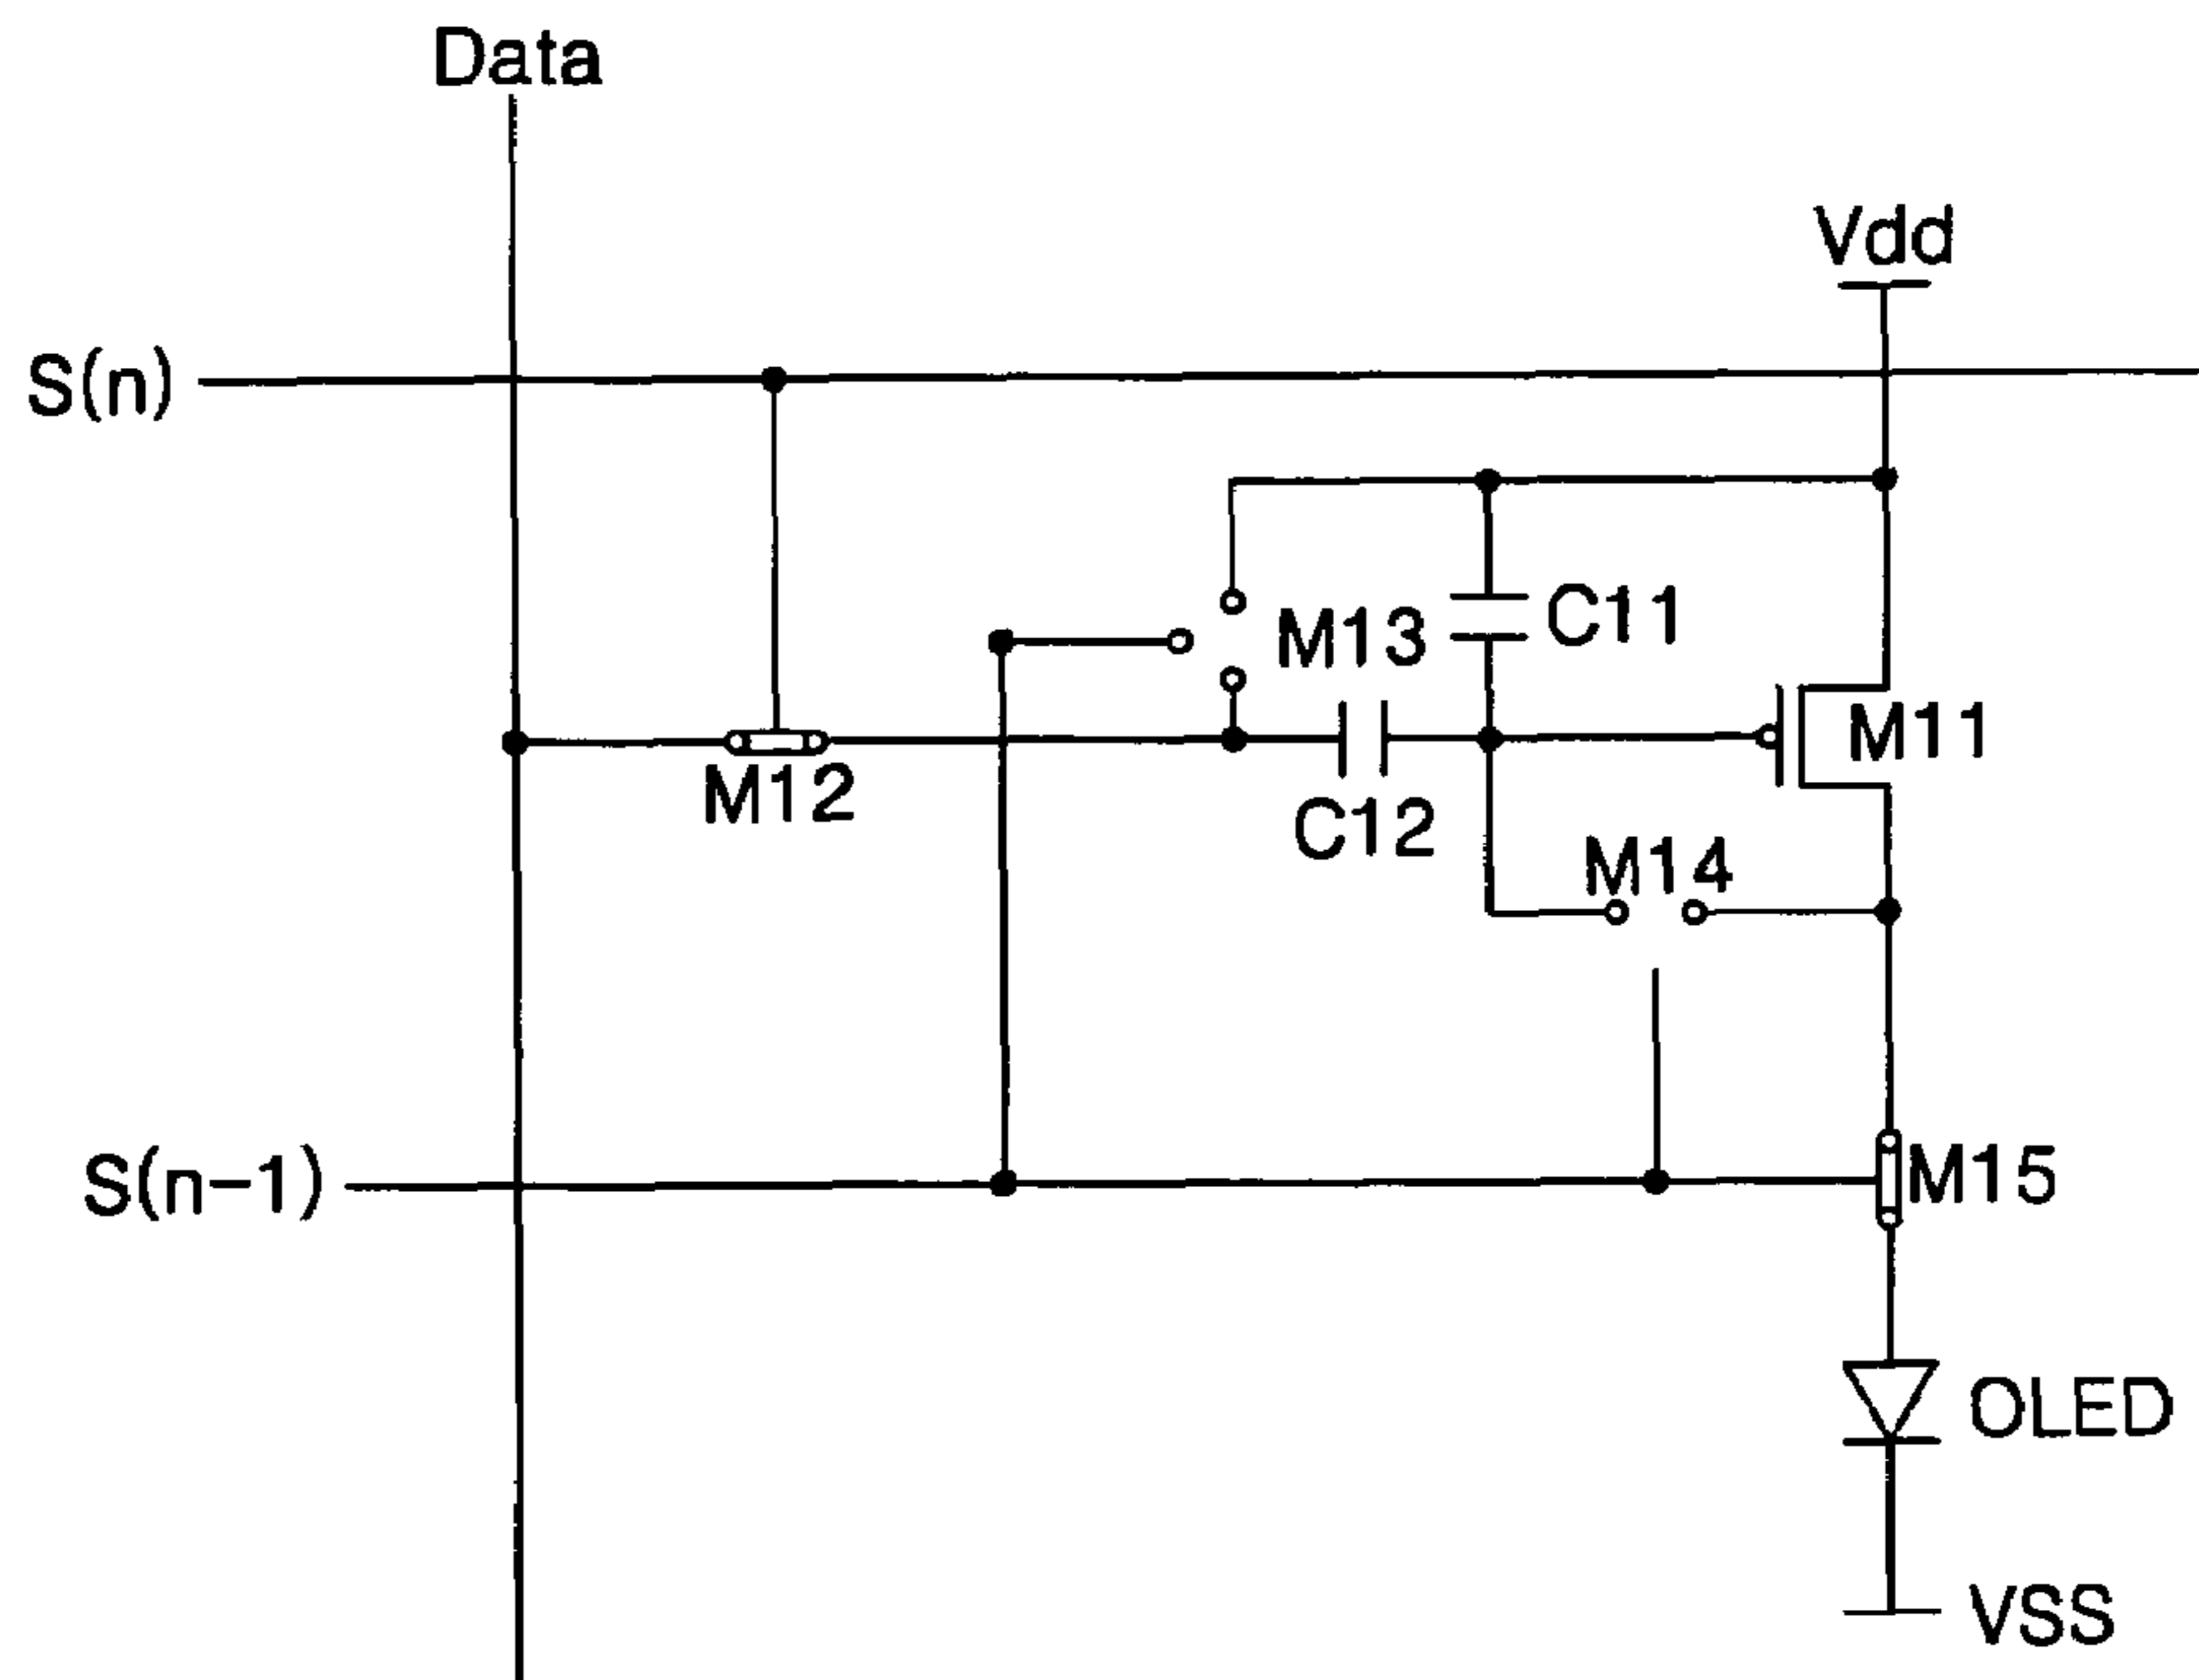 Data
Vdd
S(n)
M13
C11
M11
M12
C12
M14
S(n-1)
M15
OLED
VSS